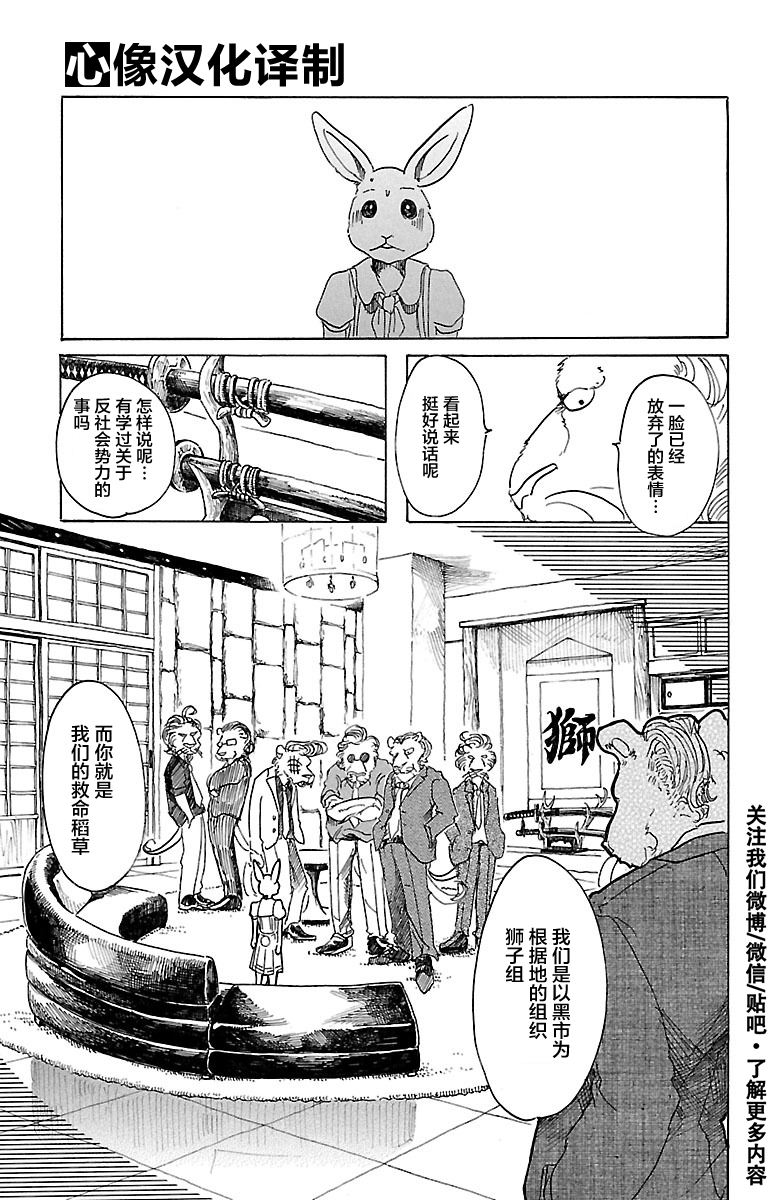 心像汉化译制
一脸已经
放弃了的表情…
看起来
挺好说话呢
怎样说呢…
有学过关于
反社会势力的
事吗
獅
而你就是
我们的救命稻草
我们是以黑市为
根据地的组织
狮子组
关注我们微博/微信/贴吧·了解更多内容